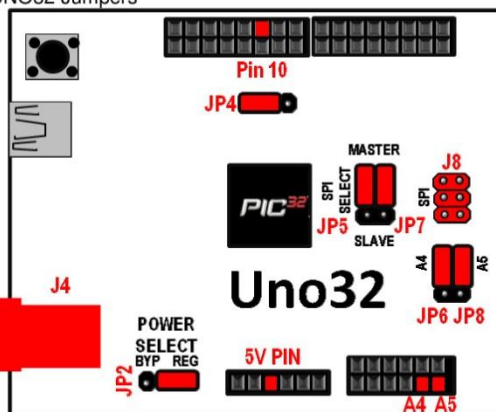 UNO32 Jumpers
Pin 10
JP4
MASTER
SPI
SELECT
JP5
JP7
SLAVE
J8
SPI
PIC32
Uno32
A4
A5
JP6 JP8
J4
POWER
SELECT
BYP REG
JP2
5V PIN
A4 A5